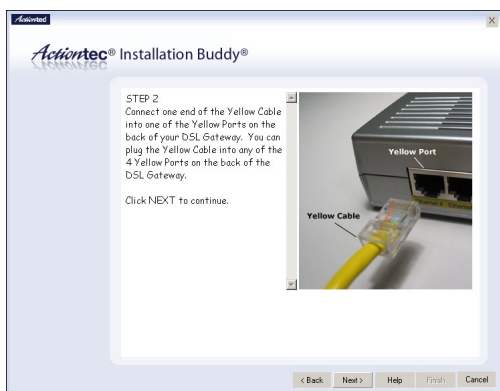 Actiontec
Actiontec® Installation Buddy®
STEP 2
Connect one end of the Yellow Cable
into one of the Yellow Ports on the
back of your DSL Gateway. You can
plug the Yellow Cable into any of the
4 Yellow Ports on the back of the
DSL Gateway.
Click NEXT to continue.
Yellow Port
Yellow Cable
< Back
Next >
Help
Finish
Cancel